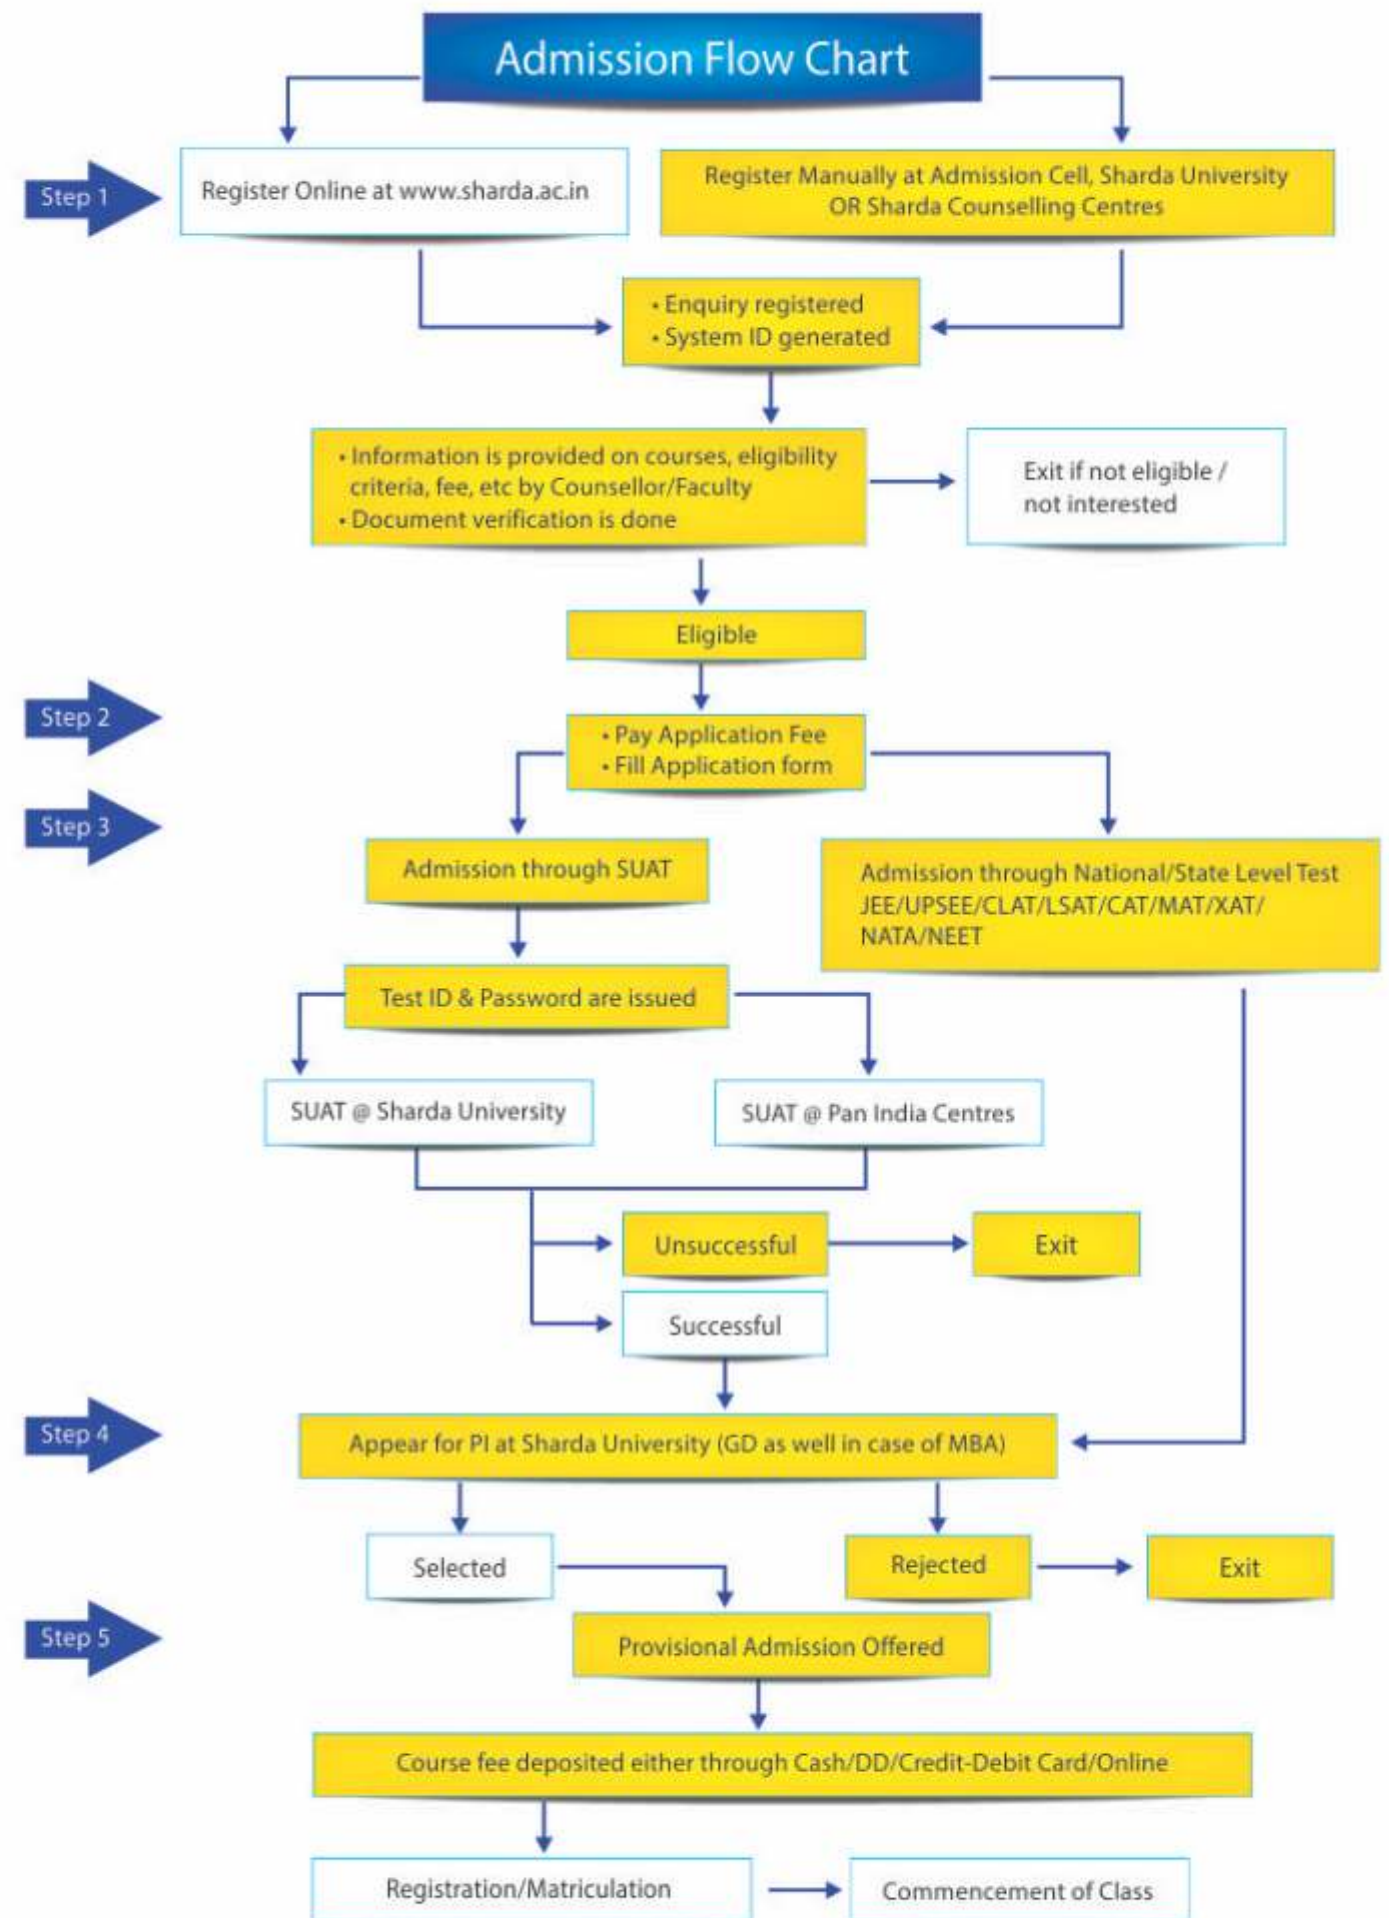 Admission Flow Chart
Step 1
Register Online at www.sharda.ac.in
Register Manually at Admission Cell, Sharda University
OR Sharda Counselling Centres
• Enquiry registered
• System ID generated
• Information is provided on courses, eligibility
criteria, fee, etc by Counsellor/Faculty
• Document verification is done
Exit if not eligible /
not interested
Eligible
Step 2
• Pay Application Fee
• Fill Application form
Step 3
Admission through SUAT
Admission through National/State Level Test
JEE/UPSEE/CLAT/LSAT/CAT/MAT/XAT/
NATA/NEET
Test ID & Password are issued
SUAT @ Sharda University
SUAT @ Pan India Centres
Unsuccessful
Exit
Successful
Step 4
Appear for PI at Sharda University (GD as well in case of MBA)
Selected
Rejected
Exit
Step 5
Provisional Admission Offered
Course fee deposited either through Cash/DD/Credit-Debit Card/Online
Registration/Matriculation
Commencement of Class